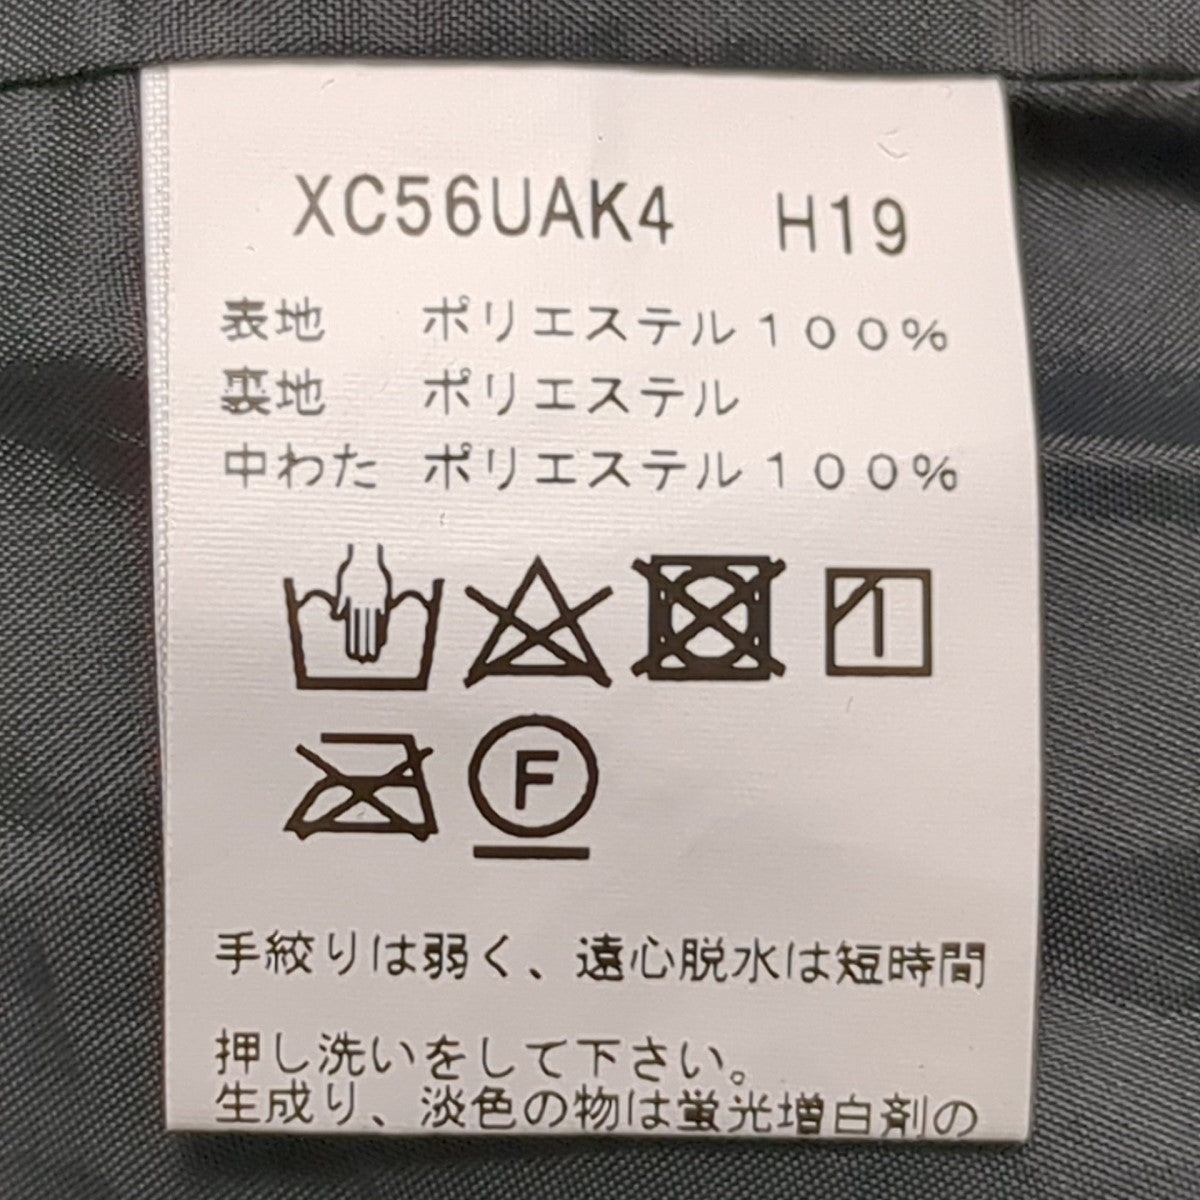 XC56UAK4 H19
表地 ポリエステル100%
裏地 ポリエステル
中わた ポリエステル100%
F
手絞りは弱く、遠心脱水は短時間
押し洗いをして下さい。
生成り、淡色の物は蛍光増白剤の